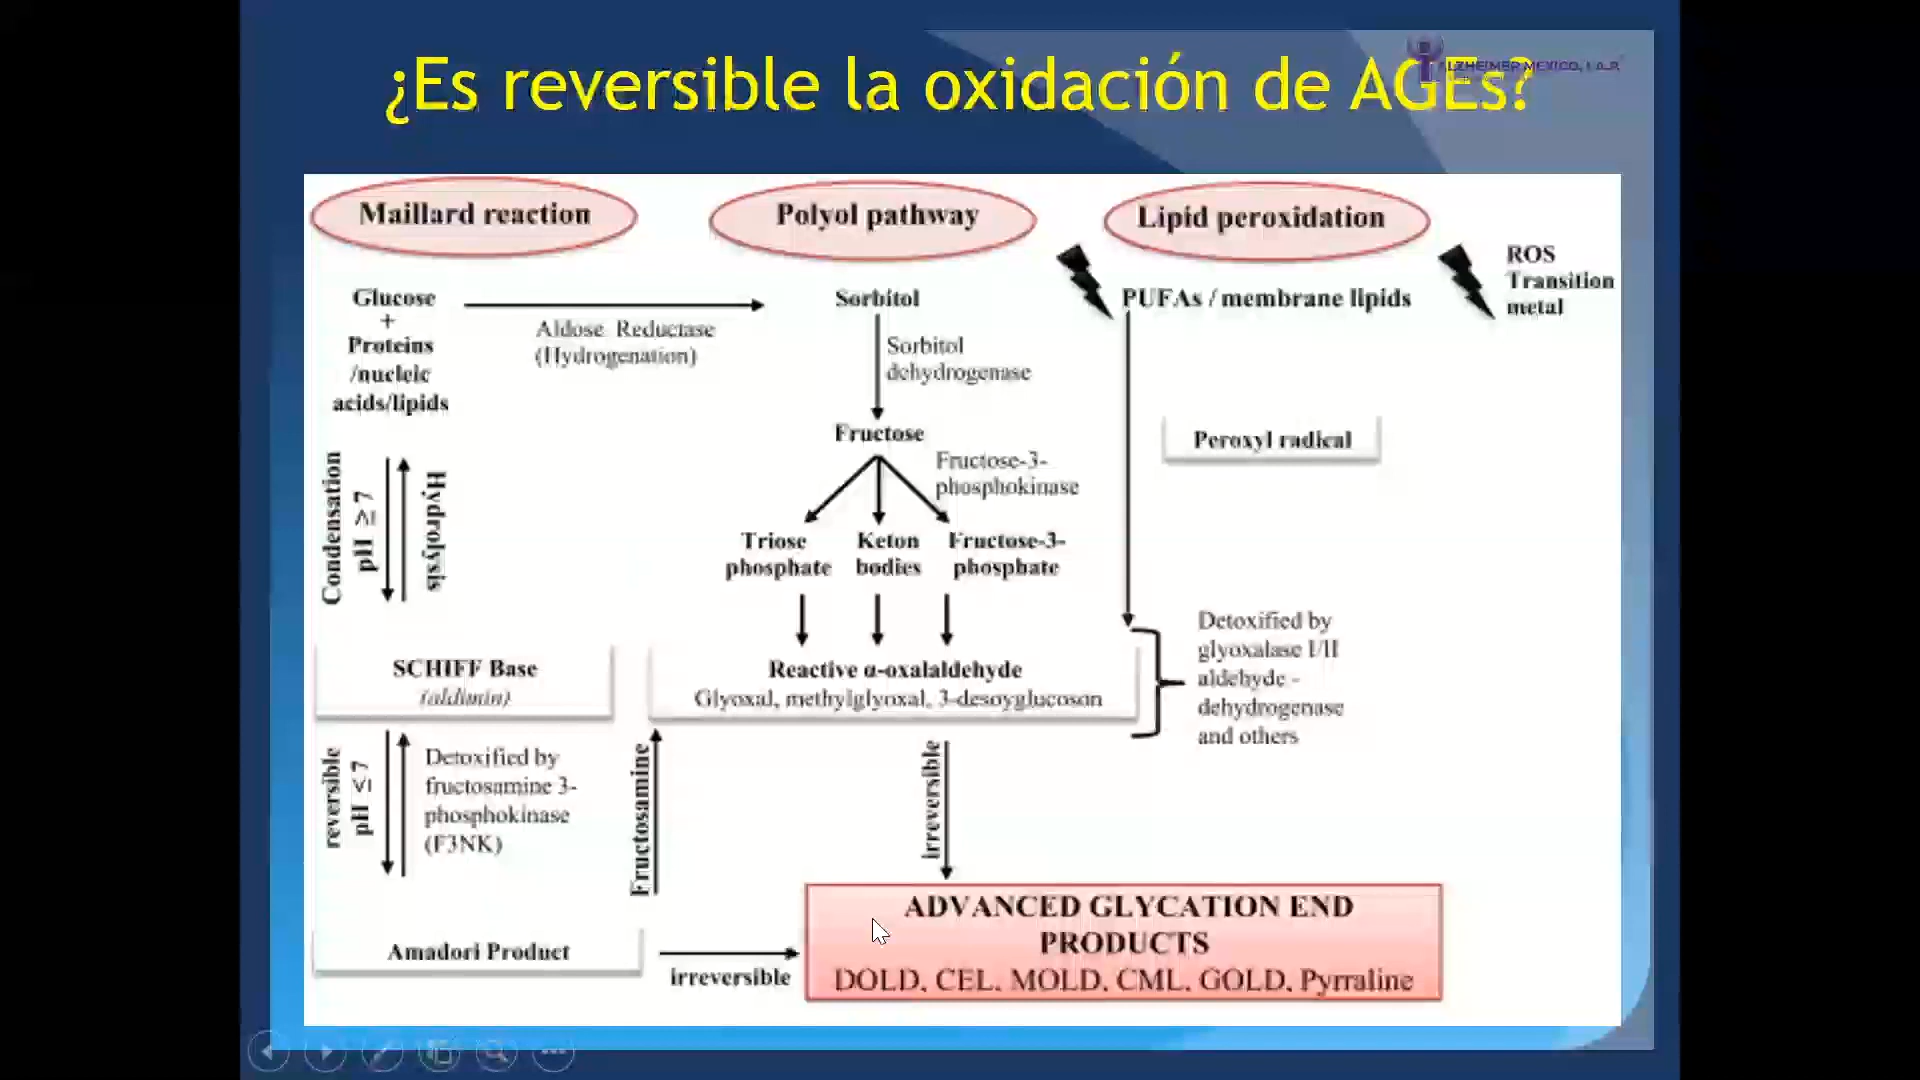 ¿Es reversible la oxidación de AGEs?
ALZHEIMER MEXICO, I.A.P.
Maillard reaction
Polyol pathway
Lipid peroxidation
ROS
Transition
metal
Glucose
+
Proteins
/nucleic
acids/lipids
Aldose Reductase
(Hydrogenation)
Sorbitol
Sorbitol
dehydrogenase
PUFAs / membrane lipids
Fructose
Fructose-3-
phosphokinase
Peroxyl radical
Condensation
pH ≥ 7
Hydrolysis
Triose
phosphate
Keton
bodies
Fructose-3-
phosphate
SCHIFF Base
(aldimin)
Reactive α-oxalaldehyde
Glyoxal, methylglyoxal, 3-desoyglucoson
Detoxified by
glyoxalase I/II
aldehyde -
dehydrogenase
and others
reversible
pH ≤ 7
Detoxified by
fructosamine 3-
phosphokinase
(F3NK)
Fructosamine
irreversible
Amadori Product
irreversible
ADVANCED GLYCATION END
PRODUCTS
DOLD, CEL, MOLD, CML, GOLD, Pyrraline